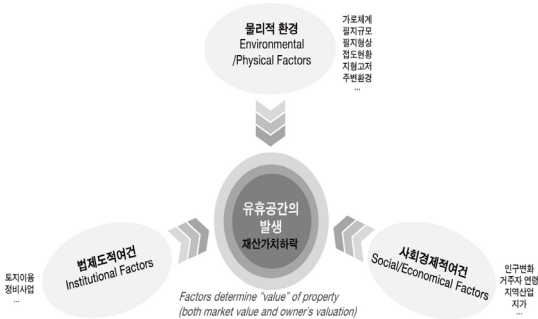 물리적 환경
Environmental
/Physical Factors
가로체계
필지규모
필지형상
접도현황
지형고저
주변환경
...
유휴공간의
발생
재산가치하락
법제도적여건
Institutional Factors
토지이용
정비사업
...
사회경제적여건
Social/Economical Factors
인구변화
거주자 연령
지역산업
지가
...
Factors determine “value” of property
(both market value and owner's valuation)